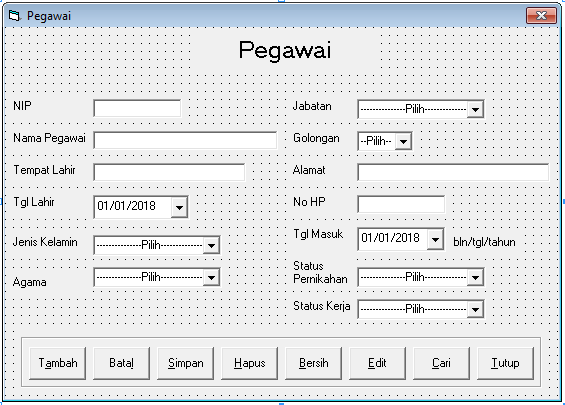 Pegawai
Pegawai
NIP
Nama Pegawai
Tempat Lahir
Tgl Lahir 01/01/2018
Jenis Kelamin --------------Pilih--------------
Agama --------------Pilih--------------
Jabatan --------------Pilih--------------
Golongan --Pilih--
Alamat
No HP
Tgl Masuk 01/01/2018 bln/tgl/tahun
Status
Pernikahan --------------Pilih--------------
Status Kerja --------------Pilih--------------
Tambah Batal Simpan Hapus Bersih Edit Cari Tutup